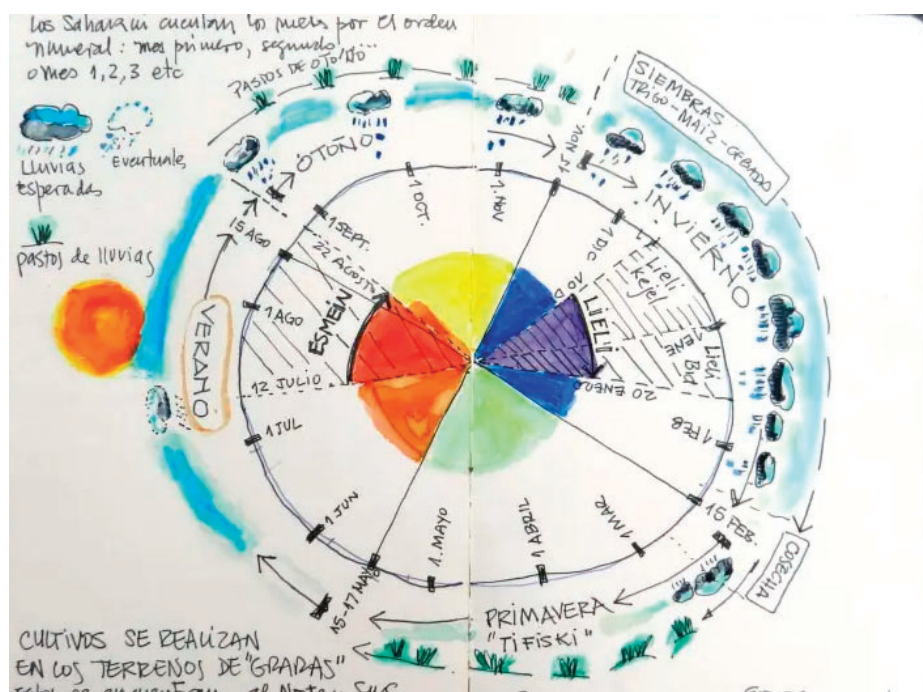 Los Saharaui cuentan los meses por el orden
numeral: mes primero, segundo
o mes 1,2,3 etc
Lluvias
esperadas
Eventuales
pastos de lluvias
PASTOS DE OTOÑO
OTOÑO
15 NOV.
SIEMBRAS
TRIGO-MAIZ-CEBADA
INVIERNO
1 OCT.
1. NOV
1 DIC
1 SEPT.
22 AGOSTO
15 AGO
1 AGO
ESMEIN
VERANO
12 JULIO
1 JUL
1 JUN
15-17 MAYO
1. MAYO
1 ABRIL
1 MAR
15 FEB.
1 FEB
20 ENERO
1 ENE
LIELI
Lieli
COSECHA
PRIMAVERA
"TIFISKI"
CULTIVOS SE REALIZAN
EN LOS TERRENOS DE "GRADAS"